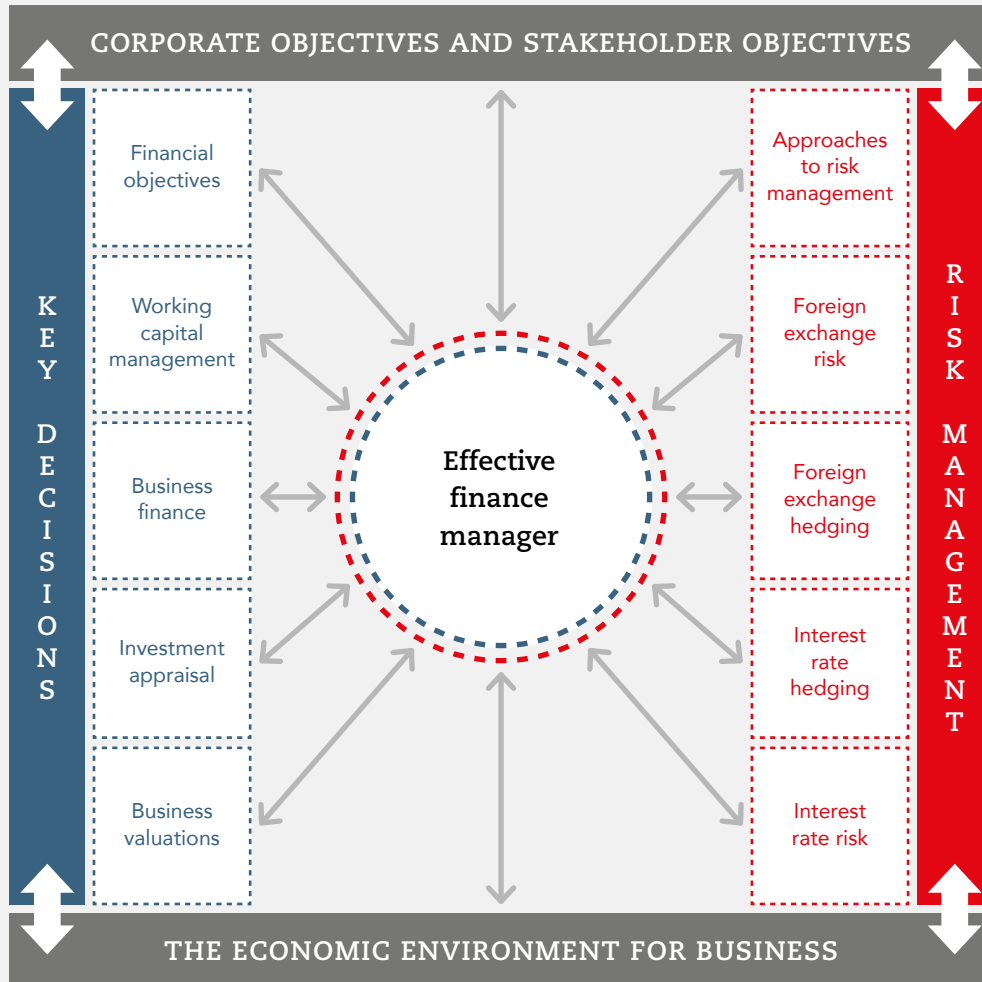 CORPORATE OBJECTIVES AND STAKEHOLDER OBJECTIVES
KEY DECISIONS
Financial
objectives
Working
capital
management
Business
finance
Investment
appraisal
Business
valuations
Effective
finance
manager
Approaches
to risk
management
Foreign
exchange
risk
Foreign
exchange
hedging
Interest
rate
hedging
Interest
rate risk
RISK MANAGEMENT
THE ECONOMIC ENVIRONMENT FOR BUSINESS